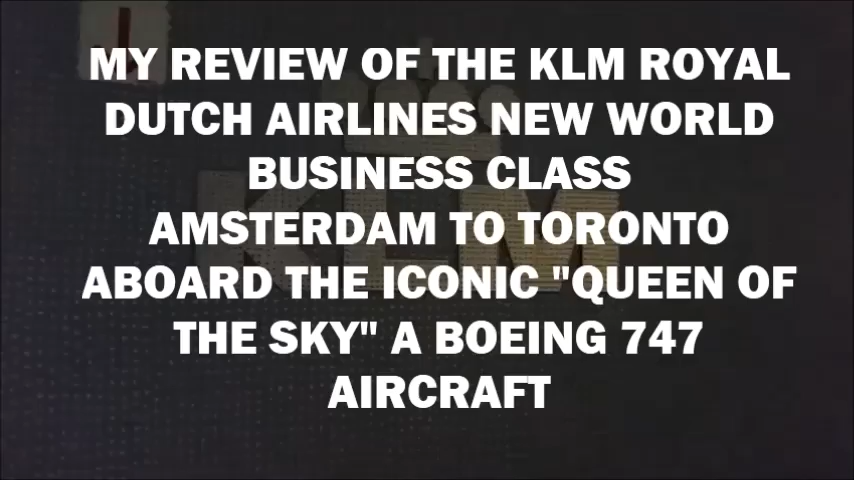 MY REVIEW OF THE KLM ROYAL
DUTCH AIRLINES NEW WORLD
BUSINESS CLASS
AMSTERDAM TO TORONTO
ABOARD THE ICONIC "QUEEN OF
THE SKY" A BOEING 747
AIRCRAFT
KLM